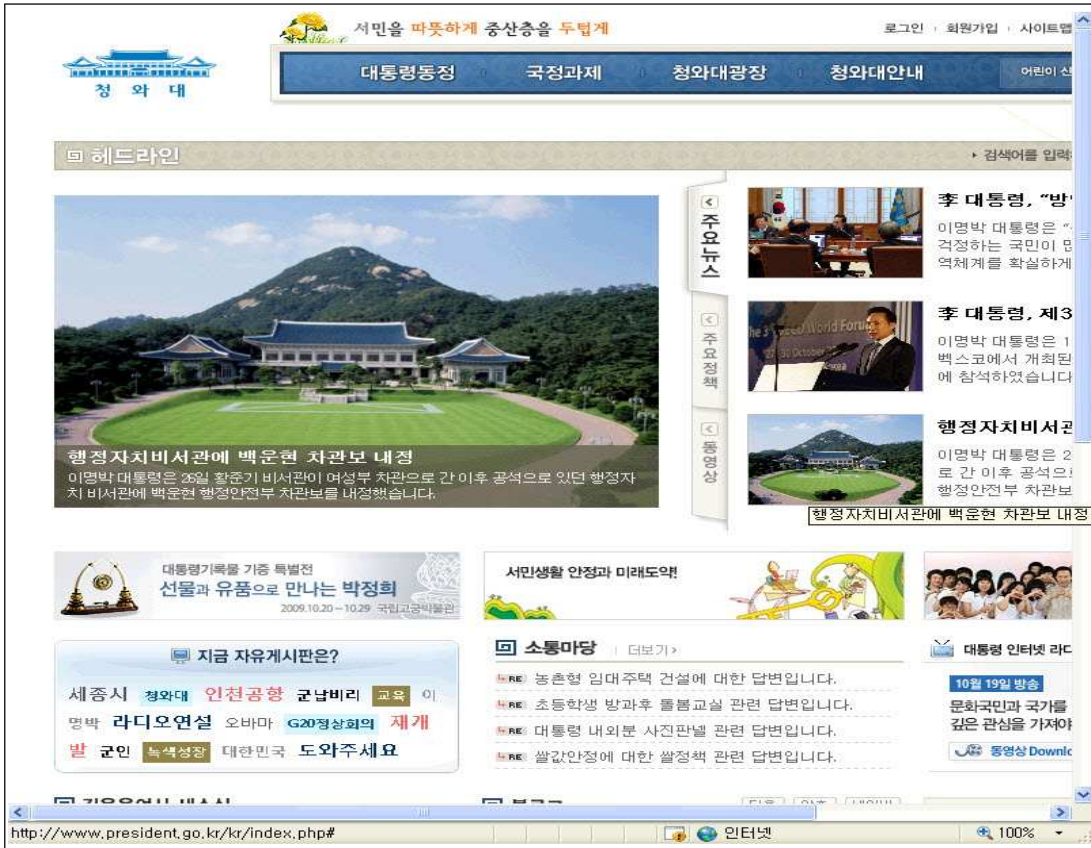 서민을 따뜻하게 중산층을 두텁게
로그인 회원가입 사이트맵
청와대
대통령동정 국정과제 청와대광장 청와대안내 어린이 신
헤드라인
검색어를 입력
행정자치비서관에 백운현 차관보 내정
이명박 대통령은 26일 황준기 비서관이 여성부 차관으로 간 이후 공석으로 있던 행정자
치 비서관에 백운현 행정안전부 차관보를 내정했습니다.
주요뉴스
주요정책
동영상
李 대통령, “방
이명박 대통령은 “
걱정하는 국민이 많
역체계를 확실하게
李 대통령, 제3
이명박 대통령은 1
벡스코에서 개최된
에 참석하였습니다
행정자치비서관
이명박 대통령은 2
로 간 이후 공석으로
행정안전부 차관보
행정자치비서관에 백운현 차관보 내정
대통령기록물 기증 특별전
선물과 유품으로 만나는 박정희
2009.10.20 – 10.29 국립고궁박물관
서민생활 안정과 미래도약!
지금 자유게시판은?
세종시 청와대 인천공항 군납비리 교육 이
명박 라디오연설 오바마 G20정상회의 재개
발 군인 녹색성장 대한민국 도와주세요
소통마당 더보기 >
RE 농촌형 임대주택 건설에 대한 답변입니다.
RE 초등학생 방과후 돌봄교실 관련 답변입니다.
RE 대통령 내외분 사진판넬 관련 답변입니다.
RE 쌀값안정에 대한 쌀정책 관련 답변입니다.
대통령 인터넷 라디
10월 19일 방송
문화국민과 국가를
깊은 관심을 가져야
동영상 Downlo
http://www.president.go.kr/kr/index.php#
인터넷
100%